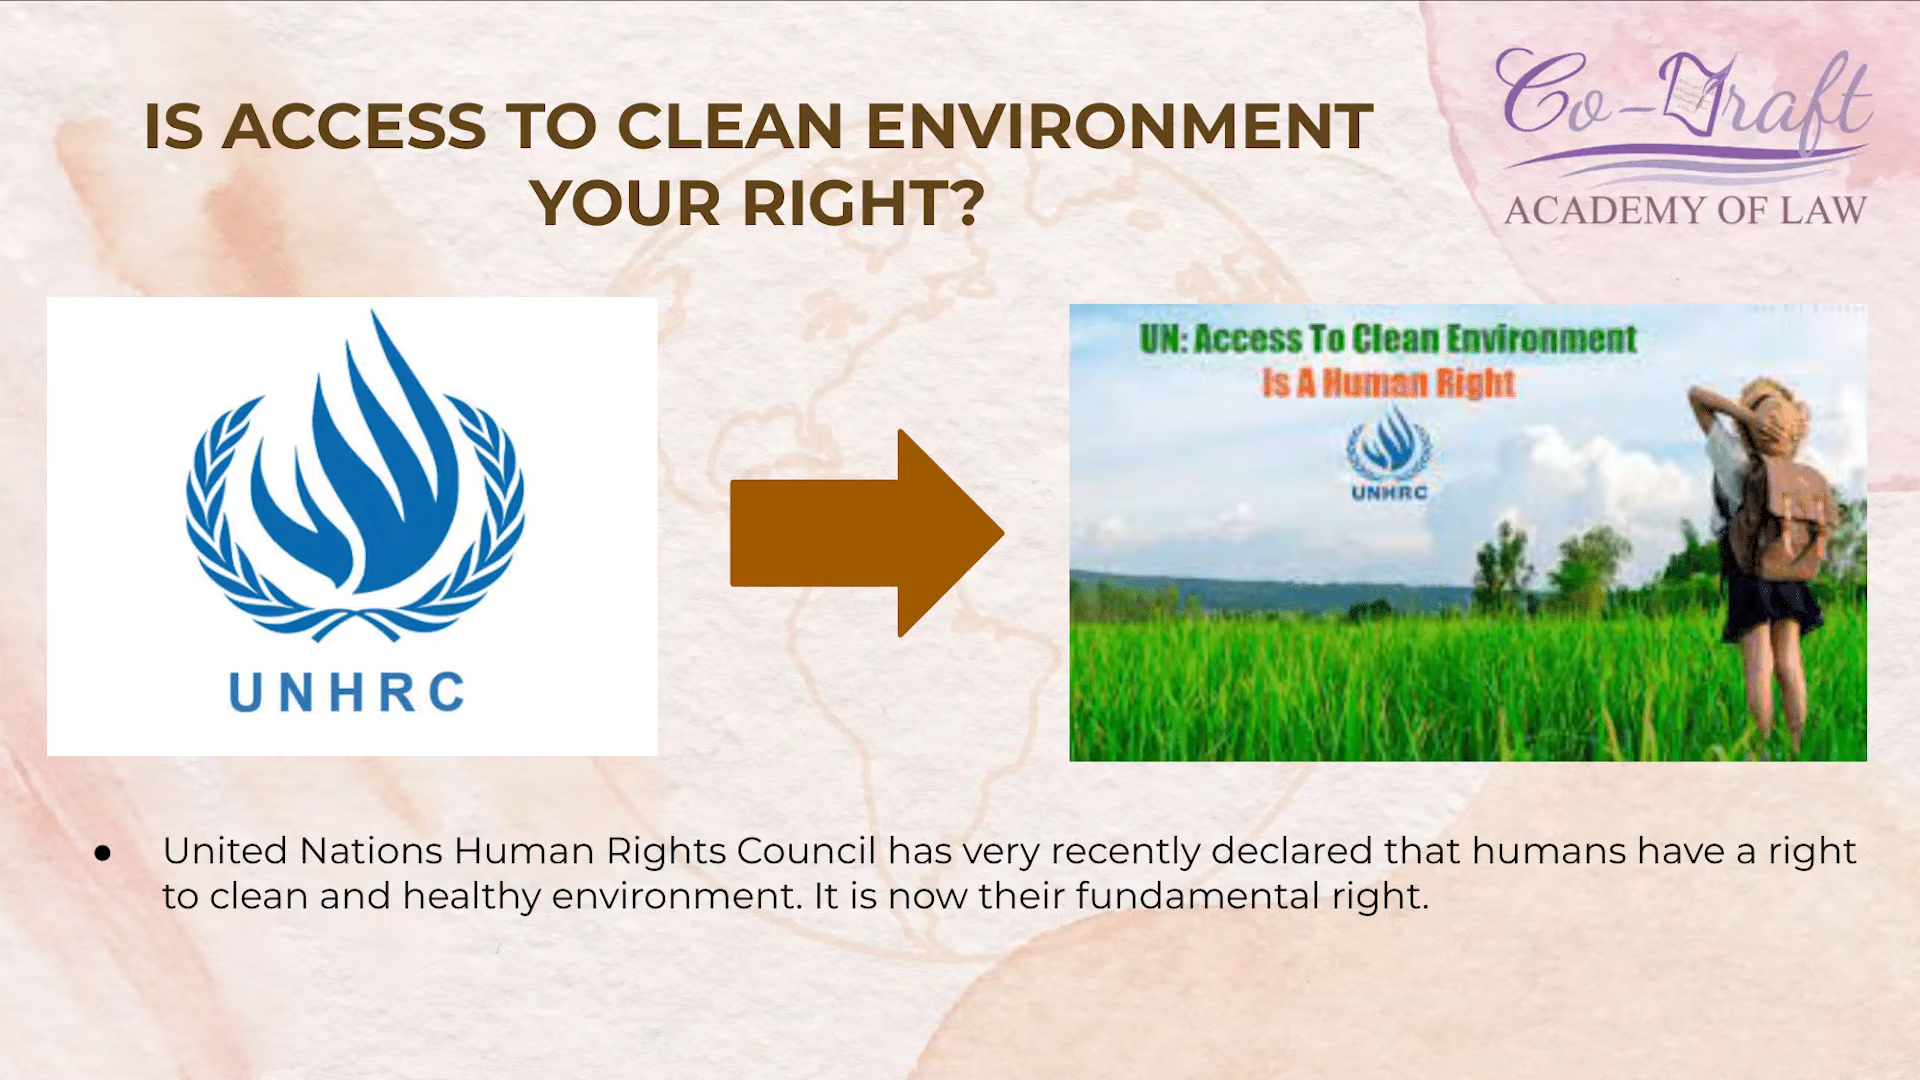 IS ACCESS TO CLEAN ENVIRONMENT
YOUR RIGHT?
Co-Draft
ACADEMY OF LAW
UNHRC
UN: Access To Clean Environment
Is A Human Right
UNHRC
● United Nations Human Rights Council has very recently declared that humans have a right
to clean and healthy environment. It is now their fundamental right.